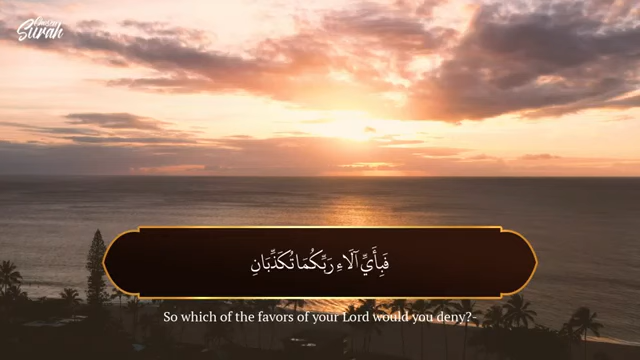 Surah
فَبِأَيِّ آلَاءِ رَبِّكُمَا تُكَذِّبَانِ
So which of the favors of your Lord would you deny?-